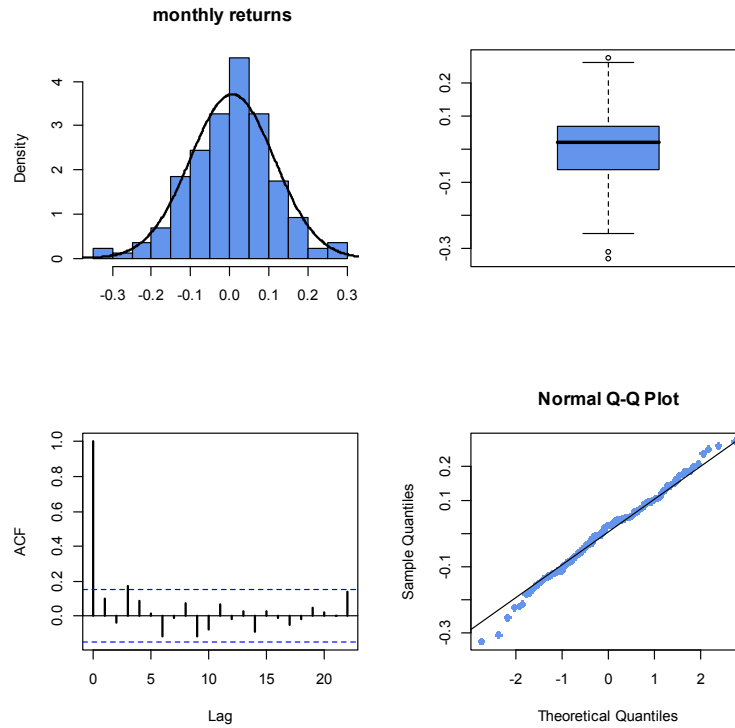 monthly returns
Density
0 1 2 3 4
-0.3 -0.2 -0.1 0.0 0.1 0.2 0.3
-0.3 -0.1 0.1 0.2
ACF
0.0 0.2 0.4 0.6 0.8 1.0
0 5 10 15 20
Lag
Normal Q-Q Plot
Sample Quantiles
-0.3 -0.1 0.1 0.2
-2 -1 0 1 2
Theoretical Quantiles